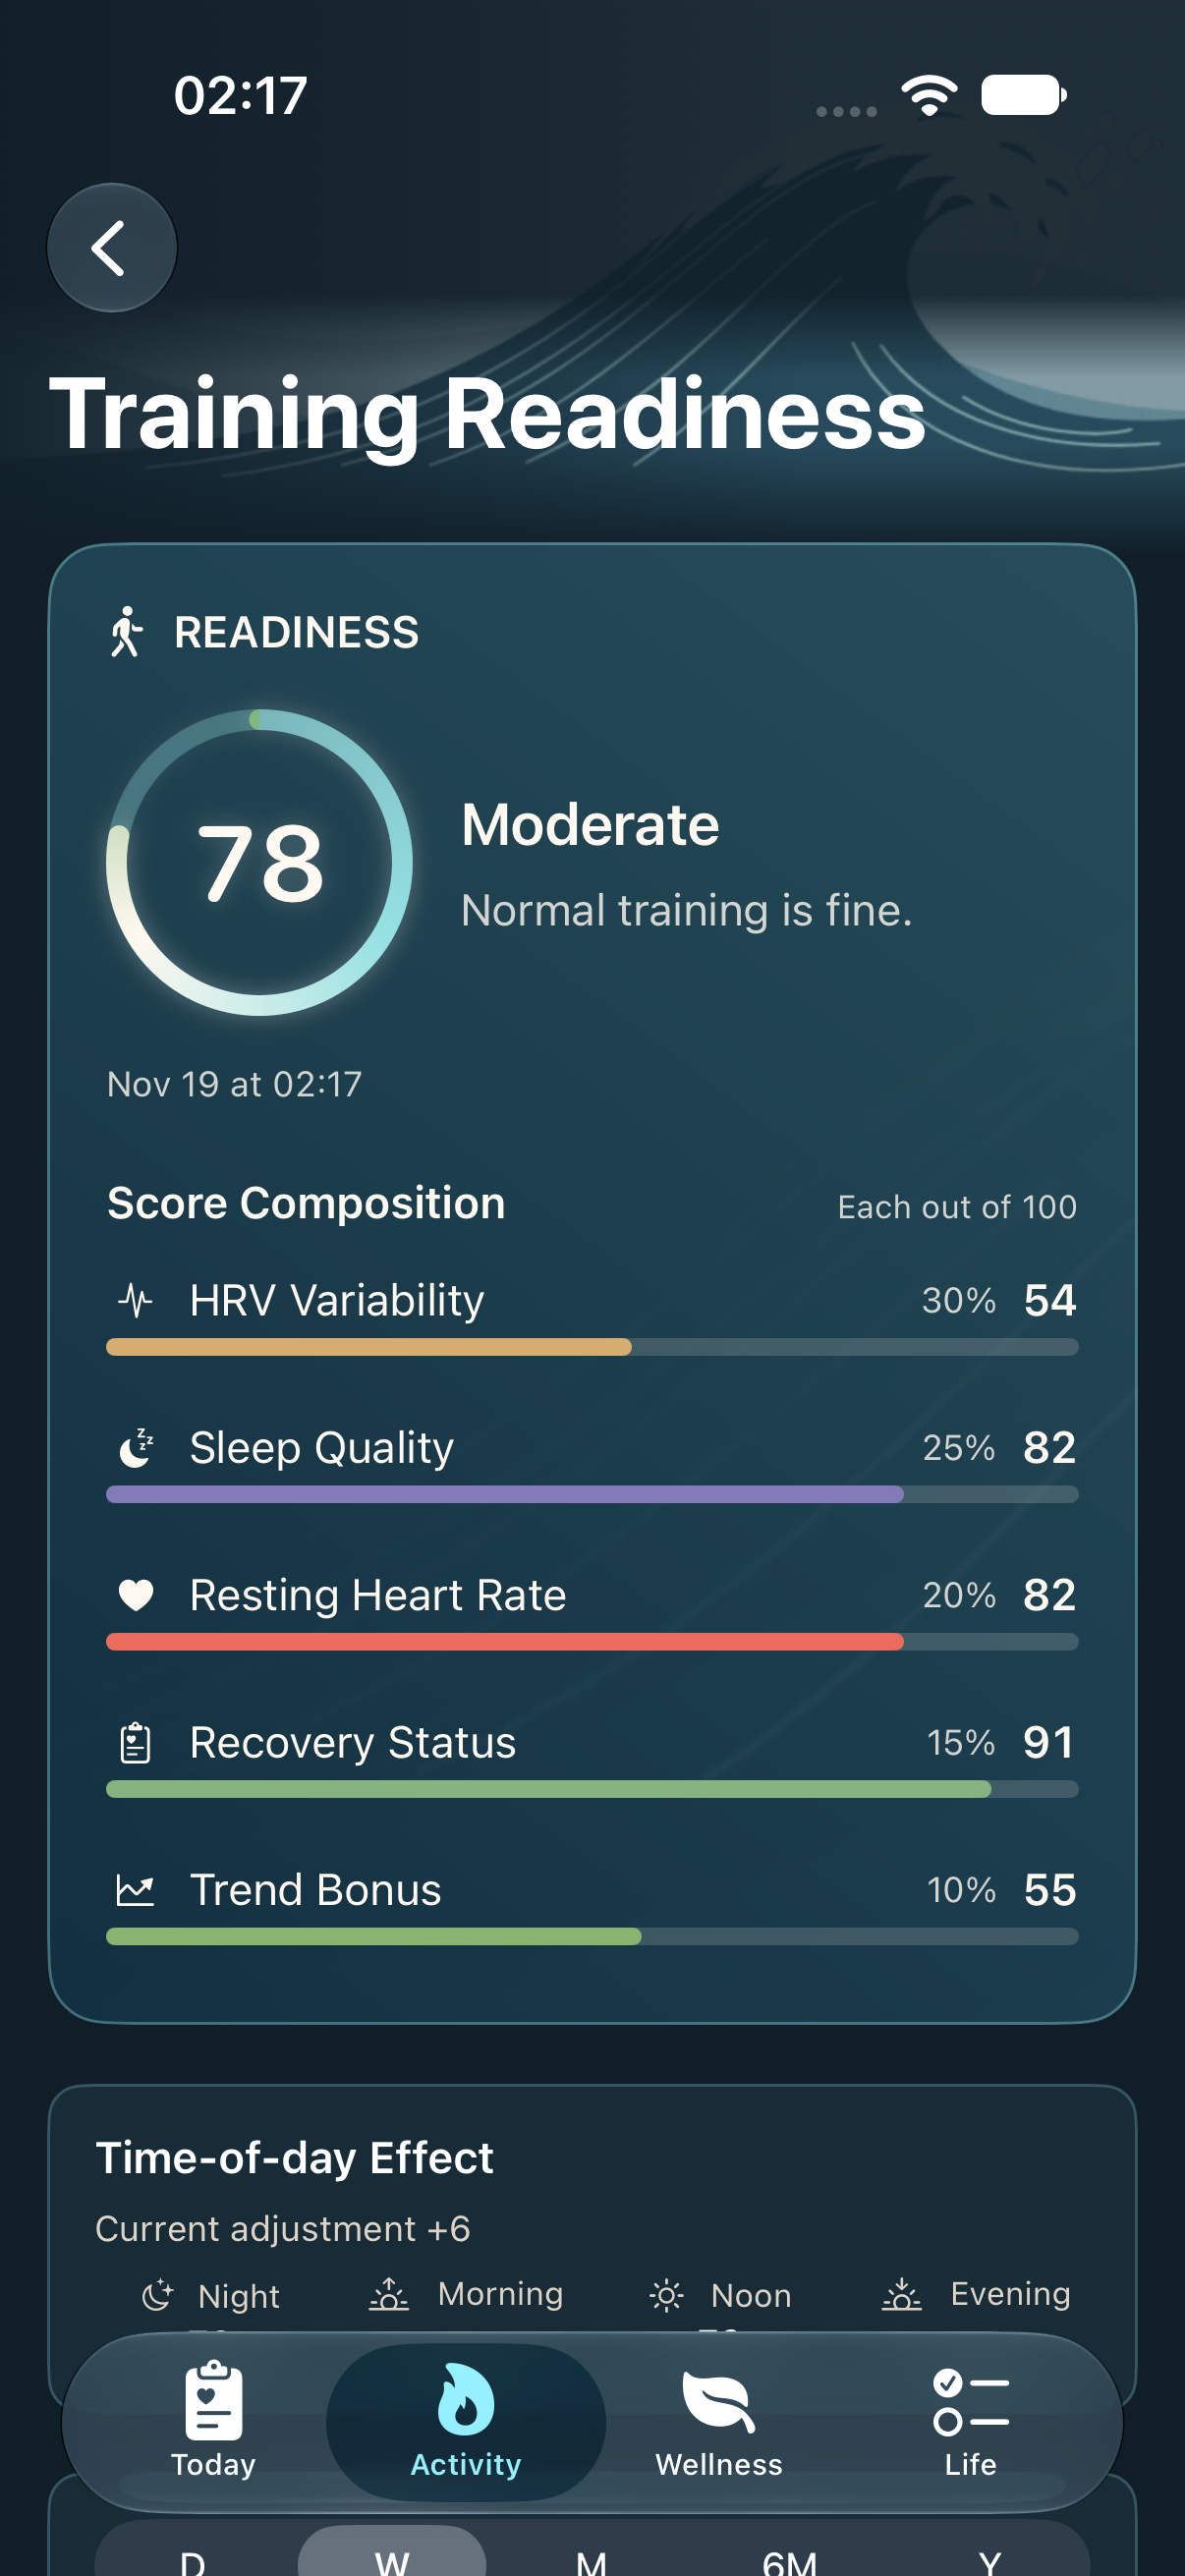 02:17
Training Readiness
READINESS
78
Moderate
Normal training is fine.
Nov 19 at 02:17
Score Composition
Each out of 100
HRV Variability 30% 54
Sleep Quality 25% 82
Resting Heart Rate 20% 82
Recovery Status 15% 91
Trend Bonus 10% 55
Time-of-day Effect
Current adjustment +6
Night Morning Noon Evening
Today Activity Wellness Life
D W M 6M Y